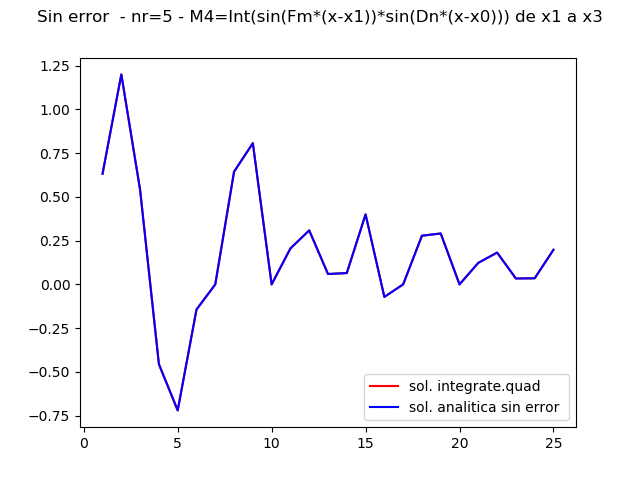 Sin error  - nr=5 - M4=Int(sin(Fm*(x-x1))*sin(Dn*(x-x0))) de x1 a x3
1.25
1.00
0.75
0.50
0.25
0.00
−0.25
−0.50
−0.75
0 5 10 15 20 25
sol. integrate.quad
sol. analitica sin error